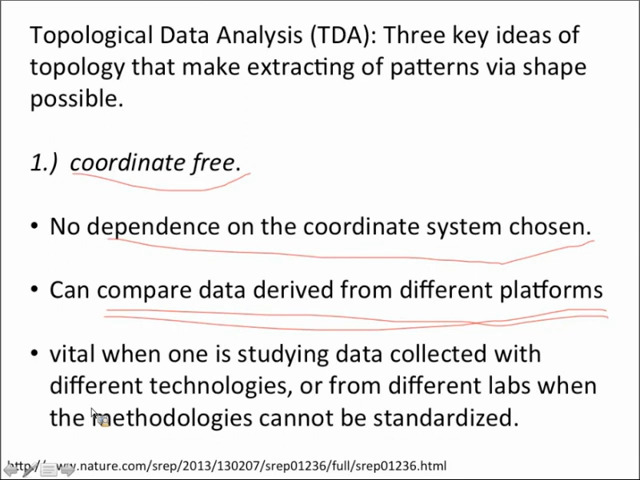 Topological Data Analysis (TDA): Three key ideas of
topology that make extracting of patterns via shape
possible.
1.) coordinate free.
• No dependence on the coordinate system chosen.
• Can compare data derived from different platforms
• vital when one is studying data collected with
different technologies, or from different labs when
the methodologies cannot be standardized.
http://www.nature.com/srep/2013/130207/srep01236/full/srep01236.html